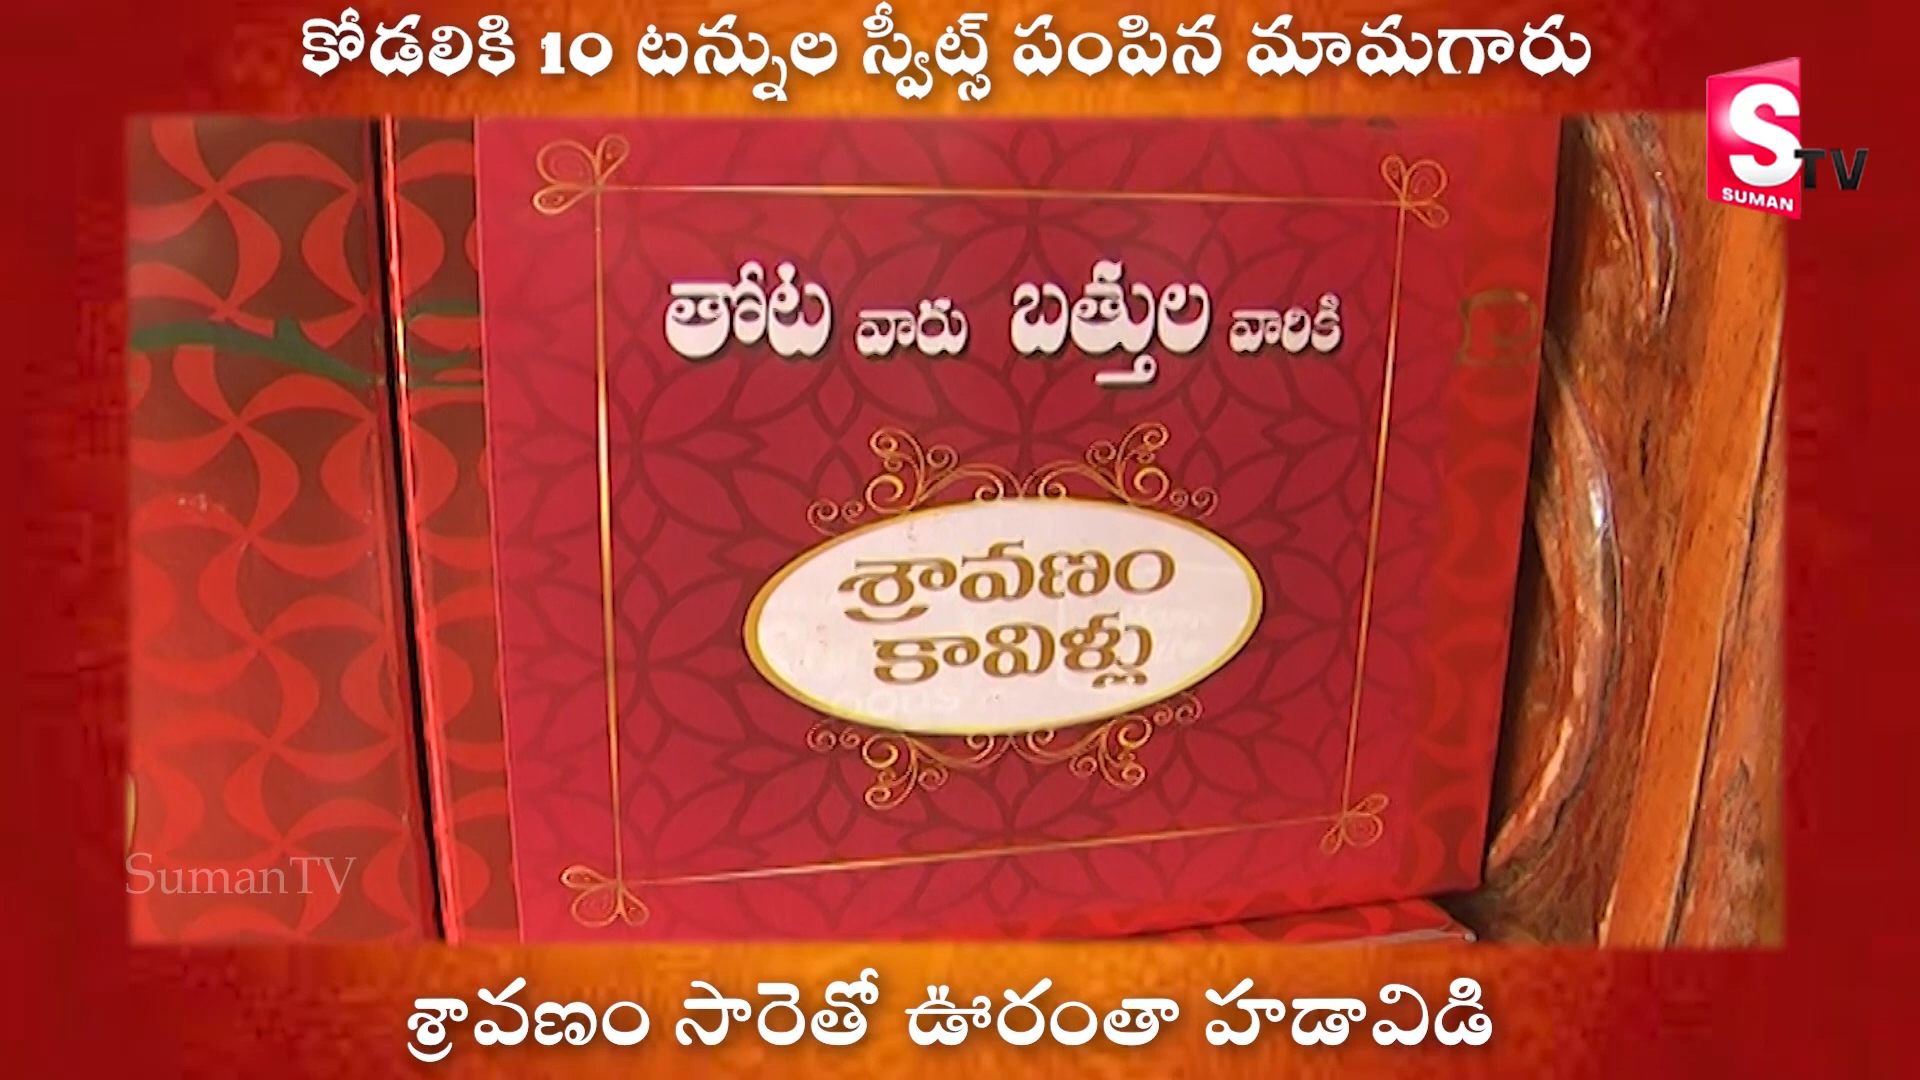 కోడలికి 10 టన్నుల స్వీట్స్ పంపిన మామగారు
S TV
SUMAN
తోట వారు బత్తుల వారికి
శ్రావణం
కావిళ్లు
SumanTV
శ్రావణం సారెతో ఊరంతా హడావిడి